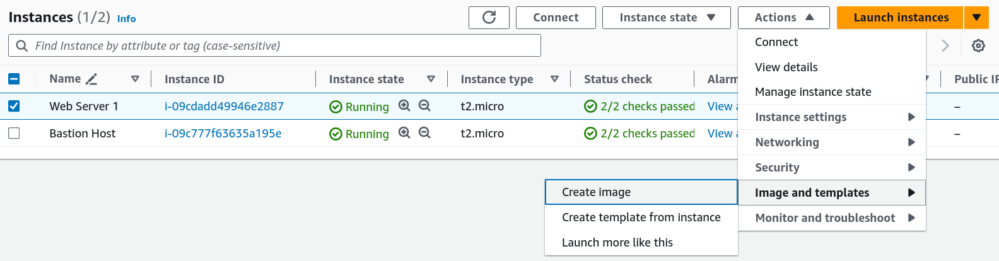 Instances (1/2) Info Connect Instance state Actions Launch instances
Find Instance by attribute or tag (case-sensitive)
Name Instance ID Instance state Instance type Status check Alarm Public IP
Web Server 1 i-09cdadd49946e2887 Running t2.micro 2/2 checks passed View a –
Bastion Host i-09c777f63635a195e Running t2.micro 2/2 checks passed View a –
Connect
View details
Manage instance state
Instance settings
Networking
Security
Image and templates
Monitor and troubleshoot
Create image
Create template from instance
Launch more like this